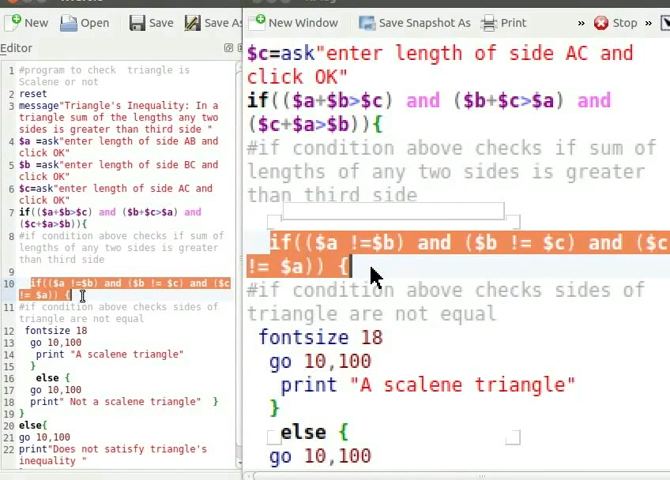 New Open Save Save As
Editor
1 #program to check triangle is
Scalene or not
2 reset
3 message"Triangle's Inequality: In a
triangle sum of the lengths any two
sides is greater than third side "
4 $a =ask"enter length of side AB and
click OK"
5 $b =ask"enter length of side BC and
click OK"
6 $c=ask"enter length of side AC and
click OK"
7 if(($a+$b>$c) and ($b+$c>$a) and
($c+$a>$b)){
8 #if condition above checks if sum of
lengths of any two sides is greater
than third side
9
10 if(($a !=$b) and ($b != $c) and ($c
!= $a)) {
11 #if condition above checks sides of
triangle are not equal
12 fontsize 18
13 go 10,100
14 print "A scalene triangle"
15 }
16 else {
17 go 10,100
18 print" Not a scalene triangle" }
19 }
20 else{
21 go 10,100
22 print"Does not satisfy triangle's
inequality "
New Window Save Snapshot As Print » Stop »
$c=ask"enter length of side AC and
click OK"
if(($a+$b>$c) and ($b+$c>$a) and
($c+$a>$b)){
#if condition above checks if sum of
lengths of any two sides is greater
than third side
if(($a !=$b) and ($b != $c) and ($c
!= $a)) {
#if condition above checks sides of
triangle are not equal
fontsize 18
go 10,100
print "A scalene triangle"
}
else {
go 10,100